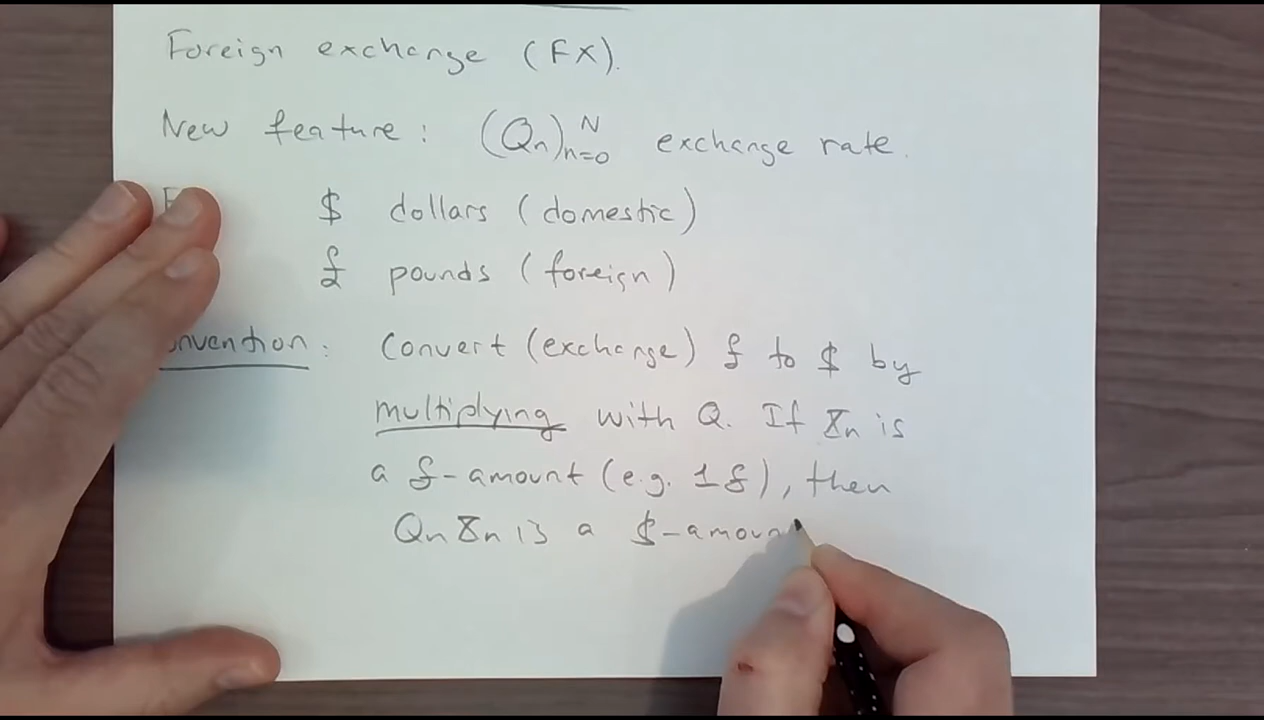 Foreign exchange (FX).
New feature: (Qn)n=0^N exchange rate.
$ dollars (domestic)
£ pounds (foreign)
Convert (exchange) £ to $ by
multiplying with Q. If Xn is
a £-amount (e.g. 1£), then
QnXn is a $-amoun